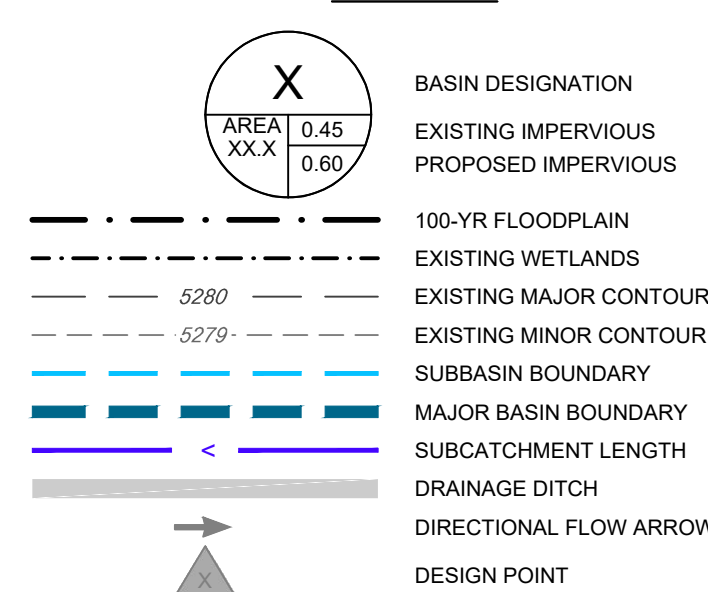 X
BASIN DESIGNATION
AREA 0.45 EXISTING IMPERVIOUS
XX.X 0.60 PROPOSED IMPERVIOUS
100-YR FLOODPLAIN
EXISTING WETLANDS
5280 EXISTING MAJOR CONTOUR
5279 EXISTING MINOR CONTOUR
SUBBASIN BOUNDARY
MAJOR BASIN BOUNDARY
< SUBCATCHMENT LENGTH
DRAINAGE DITCH
DIRECTIONAL FLOW ARROW
X DESIGN POINT